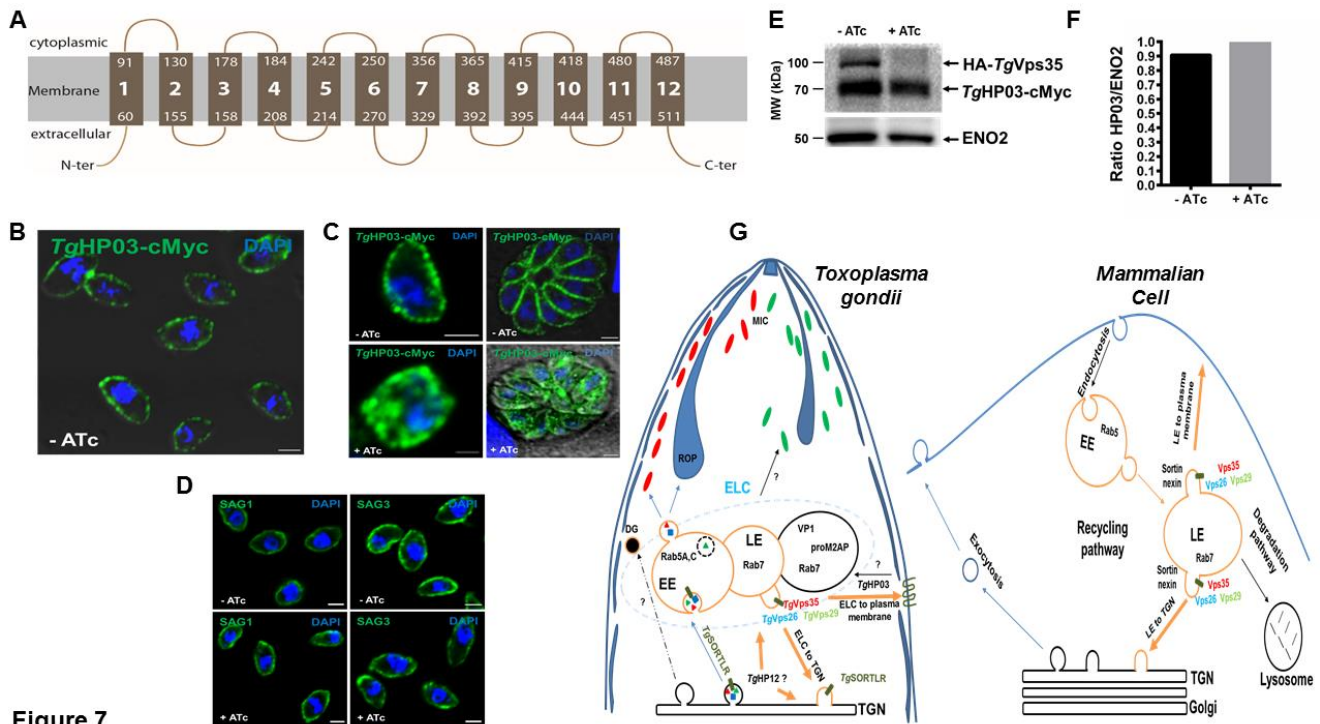 A
cytoplasmic
91 130 178 184 242 250 356 365 415 418 480 487
Membrane 1 2 3 4 5 6 7 8 9 10 11 12
60 155 158 208 214 270 329 392 395 444 451 511
extracellular
N-ter C-ter
E
- ATc + ATc
MW (kDa)
100 HA-TgVps35
70 TgHP03-cMyc
50 ENO2
F
Ratio HP03/ENO2
1.0
0.9
0.8
0.7
0.6
0.5
0.4
0.3
0.2
0.1
0.0
- ATc + ATc
B
TgHP03-cMyc DAPI
- ATc
C
TgHP03-cMyc DAPI
- ATc
TgHP03-cMyc DAPI
- ATc
TgHP03-cMyc DAPI
+ ATc
TgHP03-cMyc DAPI
+ ATc
D
SAG1 DAPI
- ATc
SAG3 DAPI
- ATc
SAG1 DAPI
+ ATc
SAG3 DAPI
+ ATc
G
Toxoplasma
gondii
MIC
ROP
ELC
?
DG
Rab5A,C
EE
LE
Rab7
VP1
proM2AP
Rab7
?
TgHP03
TgVps35
TgVps26 TgVps29
ELC to plasma
membrane
?
TgSORTLR
TgHP12 ?
ELC to TGN
TgSORTLR
TGN
Mammalian
Cell
Endocytosis
EE
Rab5
LE to plasma
membrane
Sortin
nexin
Vps35
Vps26 Vps29
Recycling
pathway
LE
Rab7
Degradation
pathway
Sortin
nexin
Vps35
Vps26 Vps29
Exocytosis
LE to TGN
Lysosome
TGN
Golgi
Figure 7